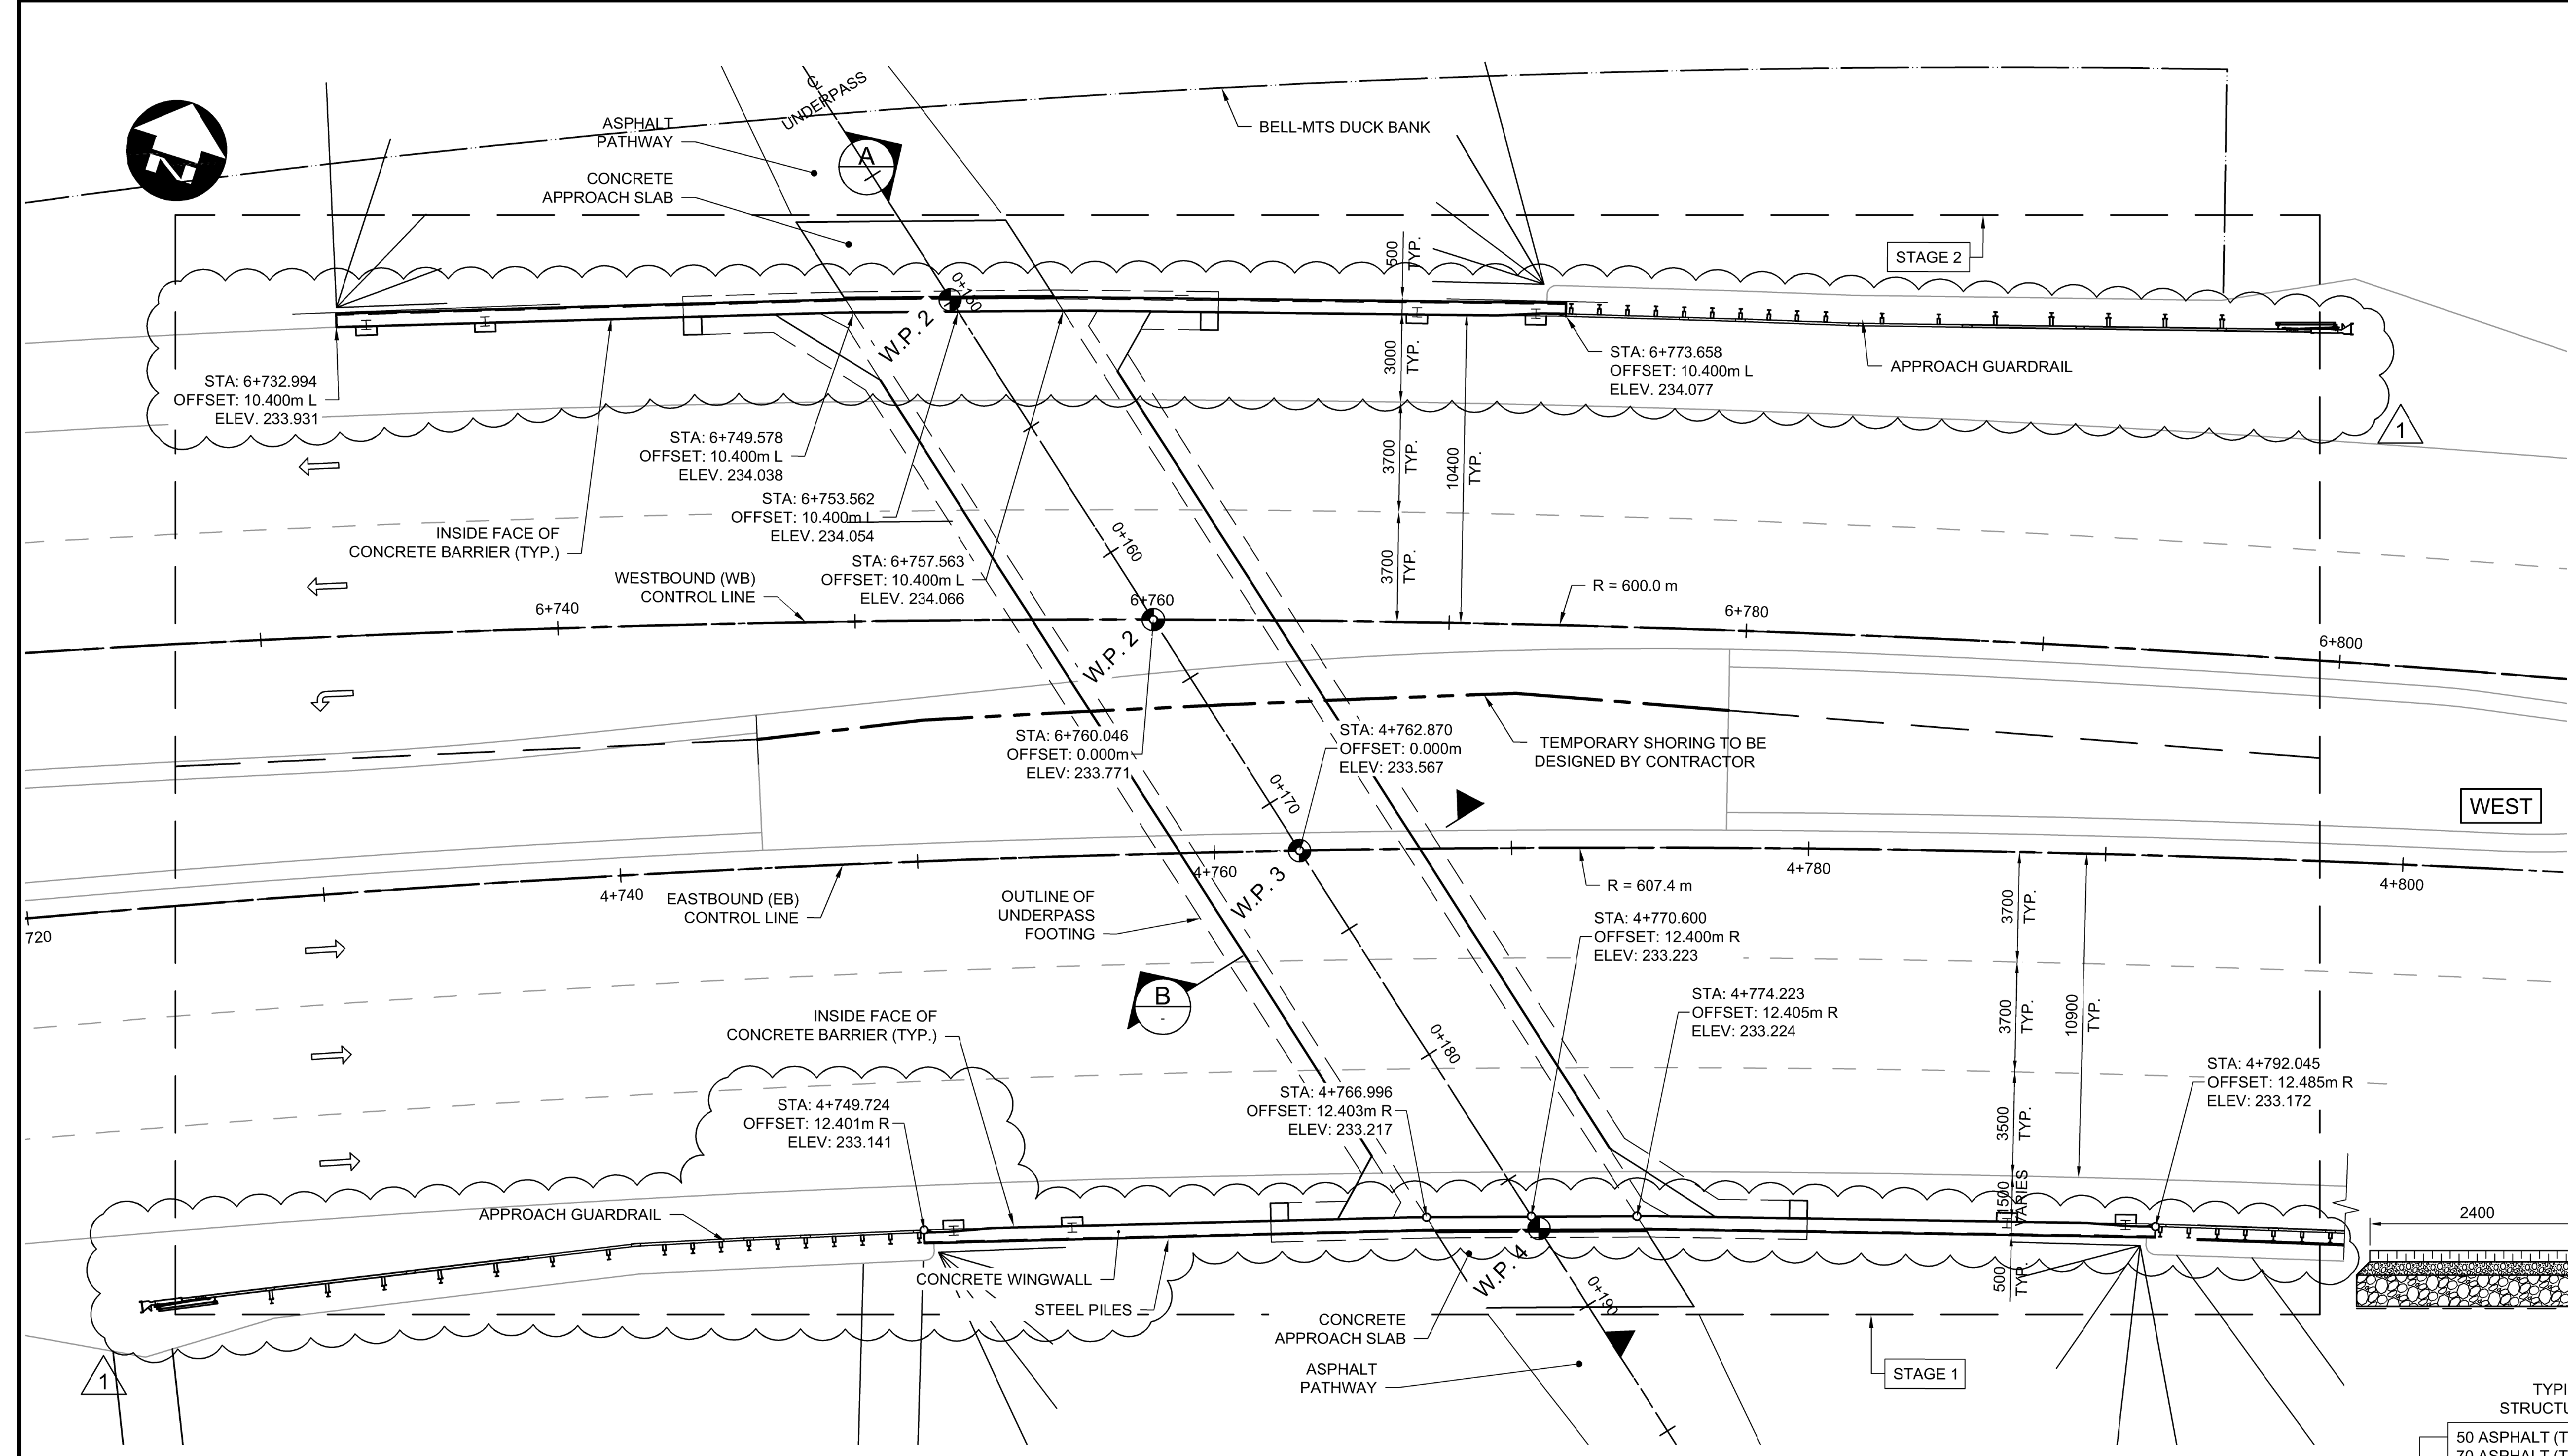 ℄
UNDERPASS
ASPHALT
PATHWAY
A
BELL-MTS DUCK BANK
N
CONCRETE
APPROACH SLAB
500
TYP.
STAGE 2
0+150
W.P. 2
3000
TYP.
STA: 6+773.658
OFFSET: 10.400m L
ELEV. 234.077
APPROACH GUARDRAIL
STA: 6+732.994
OFFSET: 10.400m L
ELEV. 233.931
1
STA: 6+749.578
OFFSET: 10.400m L
ELEV. 234.038
3700
TYP.
10400
TYP.
STA: 6+753.562
OFFSET: 10.400m L
ELEV. 234.054
INSIDE FACE OF
CONCRETE BARRIER (TYP.)
0+160
STA: 6+757.563
OFFSET: 10.400m L
ELEV. 234.066
3700
TYP.
WESTBOUND (WB)
CONTROL LINE
R = 600.0 m
6+740
6+760
6+780
6+800
W.P. 2
STA: 6+760.046
OFFSET: 0.000m
ELEV: 233.771
STA: 4+762.870
OFFSET: 0.000m
ELEV: 233.567
TEMPORARY SHORING TO BE
DESIGNED BY CONTRACTOR
0+170
WEST
4+740
4+760
4+780
4+800
720
W.P. 3
EASTBOUND (EB)
CONTROL LINE
OUTLINE OF
UNDERPASS
FOOTING
R = 607.4 m
3700
TYP.
STA: 4+770.600
OFFSET: 12.400m R
ELEV: 233.223
B
-
3700
TYP.
10900
TYP.
STA: 4+774.223
OFFSET: 12.405m R
ELEV: 233.224
INSIDE FACE OF
CONCRETE BARRIER (TYP.)
0+180
STA: 4+792.045
OFFSET: 12.485m R
ELEV: 233.172
STA: 4+766.996
OFFSET: 12.403m R
ELEV: 233.217
STA: 4+749.724
OFFSET: 12.401m R
ELEV: 233.141
3500
TYP.
1500
VARIES
APPROACH GUARDRAIL
2400
W.P. 4
CONCRETE WINGWALL
STEEL PILES
500
TYP.
0+190
CONCRETE
APPROACH SLAB
ASPHALT
PATHWAY
STAGE 1
1
TYPI
STRUCTU
50 ASPHALT (T
70 ASPHALT (T